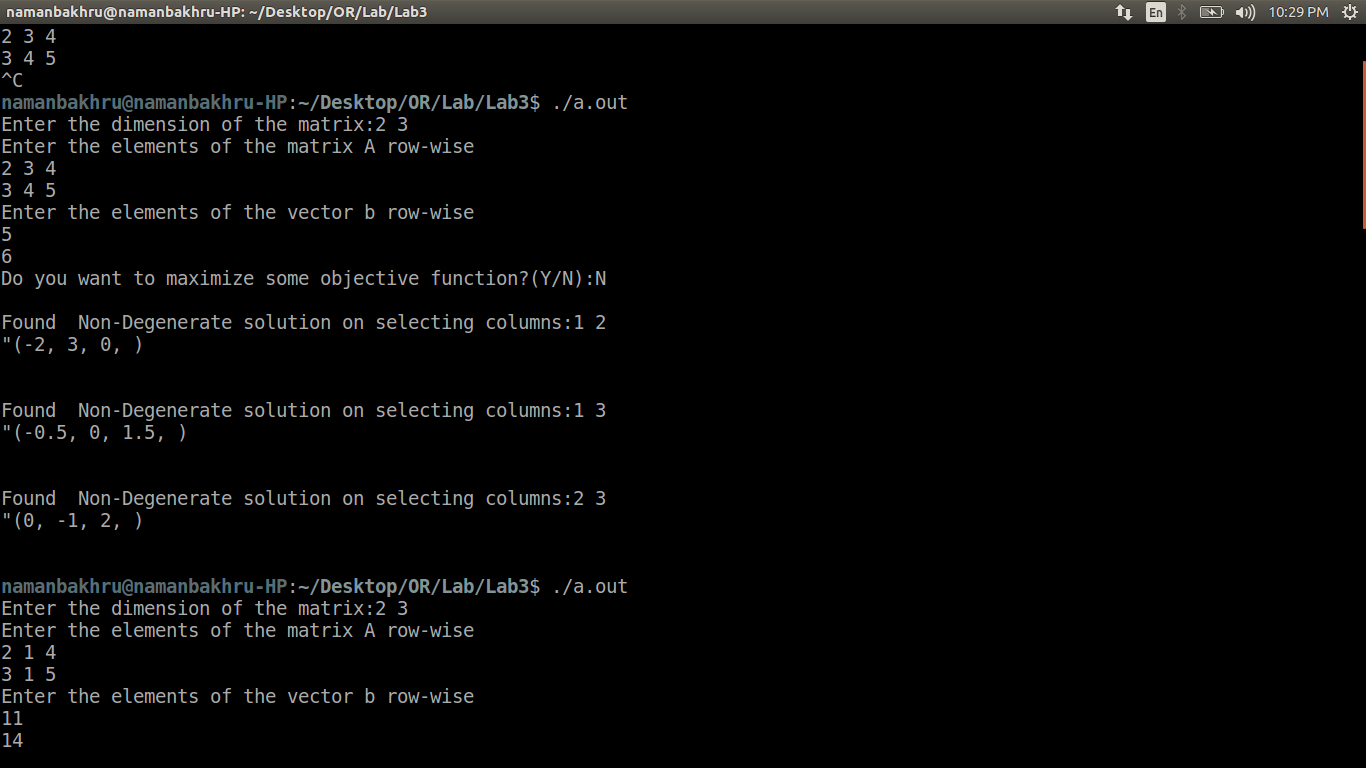 namanbakhru@namanbakhru-HP: ~/Desktop/OR/Lab/Lab3 En 10:29 PM
2 3 4
3 4 5
^C
namanbakhru@namanbakhru-HP:~/Desktop/OR/Lab/Lab3$ ./a.out
Enter the dimension of the matrix:2 3
Enter the elements of the matrix A row-wise
2 3 4
3 4 5
Enter the elements of the vector b row-wise
5
6
Do you want to maximize some objective function?(Y/N):N
Found  Non-Degenerate solution on selecting columns:1 2
"(-2, 3, 0, )
Found  Non-Degenerate solution on selecting columns:1 3
"(-0.5, 0, 1.5, )
Found  Non-Degenerate solution on selecting columns:2 3
"(0, -1, 2, )
namanbakhru@namanbakhru-HP:~/Desktop/OR/Lab/Lab3$ ./a.out
Enter the dimension of the matrix:2 3
Enter the elements of the matrix A row-wise
2 1 4
3 1 5
Enter the elements of the vector b row-wise
11
14